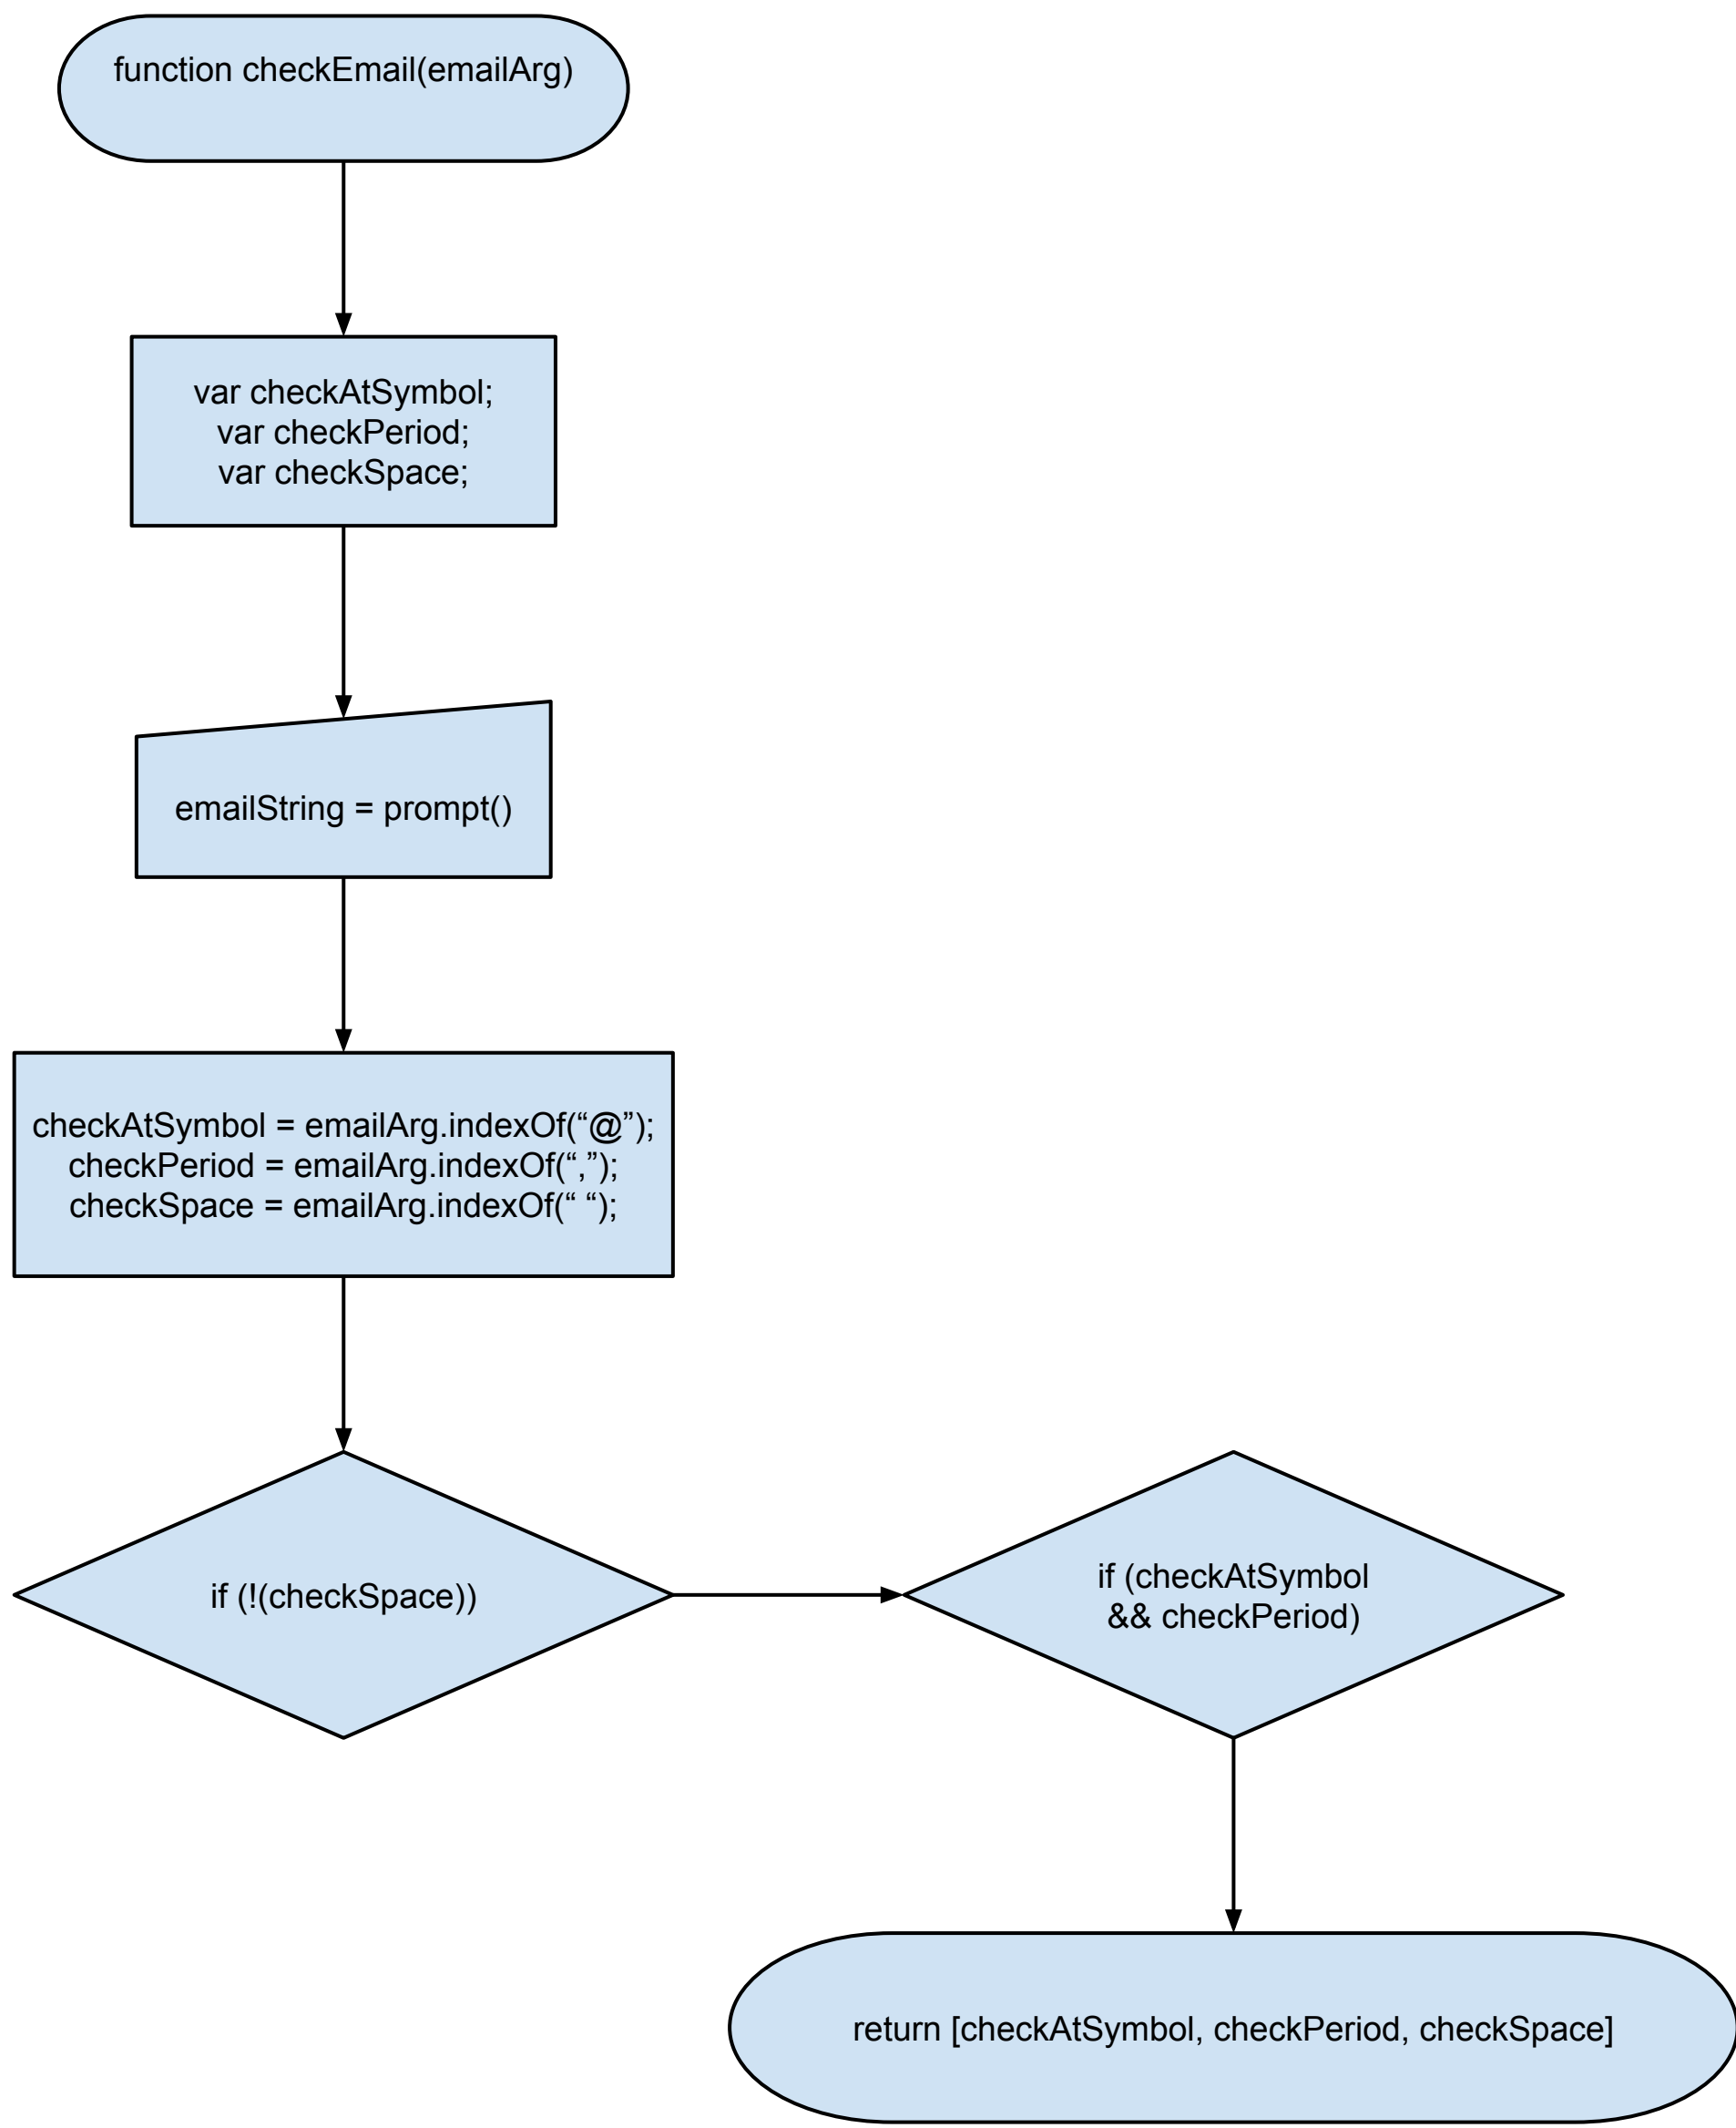 function checkEmail(emailArg)
var checkAtSymbol;
var checkPeriod;
var checkSpace;
emailString = prompt()
checkAtSymbol = emailArg.indexOf(“@”);
checkPeriod = emailArg.indexOf(“,”);
checkSpace = emailArg.indexOf(“ “);
if (!(checkSpace))
if (checkAtSymbol
&& checkPeriod)
return [checkAtSymbol, checkPeriod, checkSpace]